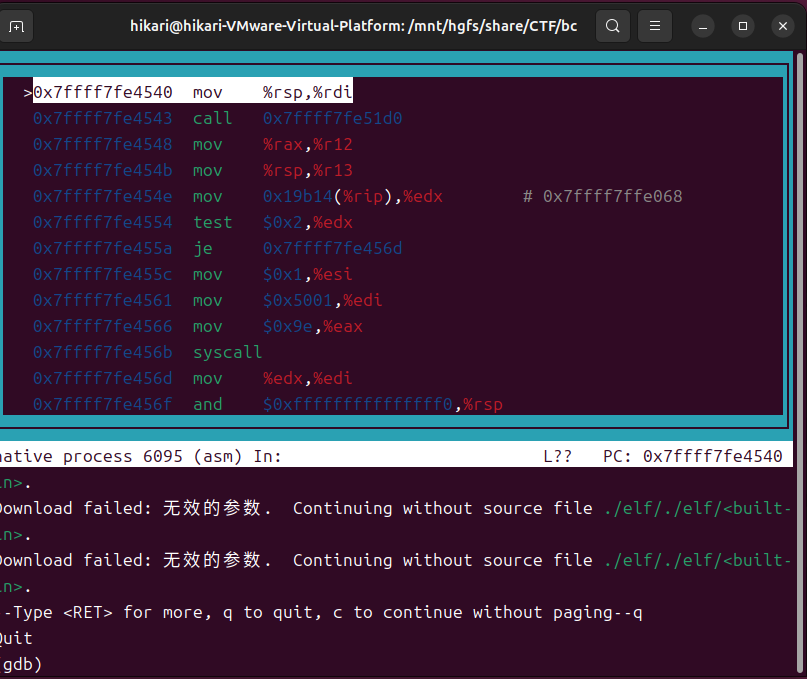 hikari@hikari-VMware-Virtual-Platform: /mnt/hgfs/share/CTF/bc
>0x7ffff7fe4540 mov %rsp,%rdi
0x7ffff7fe4543 call 0x7ffff7fe51d0
0x7ffff7fe4548 mov %rax,%r12
0x7ffff7fe454b mov %rsp,%r13
0x7ffff7fe454e mov 0x19b14(%rip),%edx # 0x7ffff7ffe068
0x7ffff7fe4554 test $0x2,%edx
0x7ffff7fe455a je 0x7ffff7fe456d
0x7ffff7fe455c mov $0x1,%esi
0x7ffff7fe4561 mov $0x5001,%edi
0x7ffff7fe4566 mov $0x9e,%eax
0x7ffff7fe456b syscall
0x7ffff7fe456d mov %edx,%edi
0x7ffff7fe456f and $0xfffffffffffffff0,%rsp
native process 6095 (asm) In: L?? PC: 0x7ffff7fe4540
in>.
Download failed: 无效的参数. Continuing without source file ./elf/./elf/<built-
in>.
Download failed: 无效的参数. Continuing without source file ./elf/./elf/<built-
in>.
--Type <RET> for more, q to quit, c to continue without paging--q
Quit
(gdb)